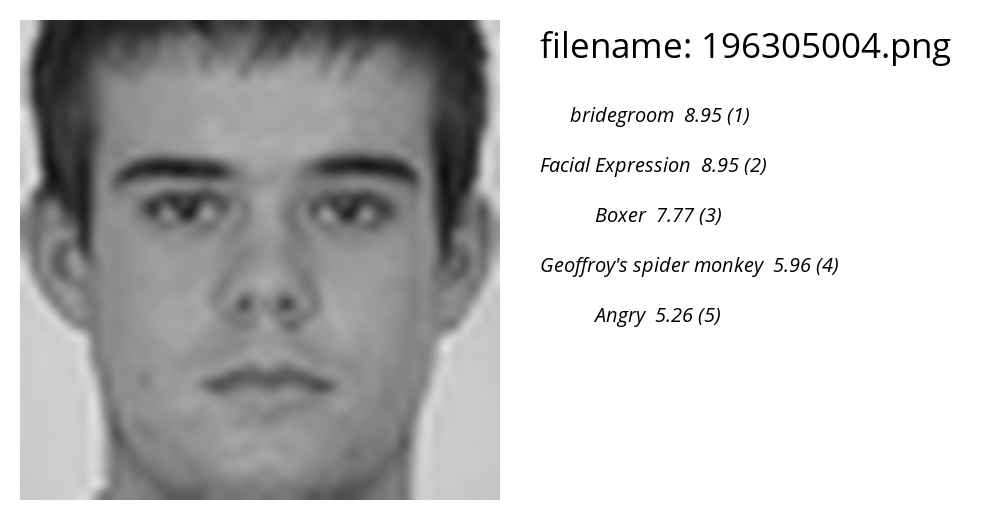 filename: 196305004.png
bridegroom 8.95 (1)
Facial Expression 8.95 (2)
Boxer 7.77 (3)
Geoffroy's spider monkey 5.96 (4)
Angry 5.26 (5)